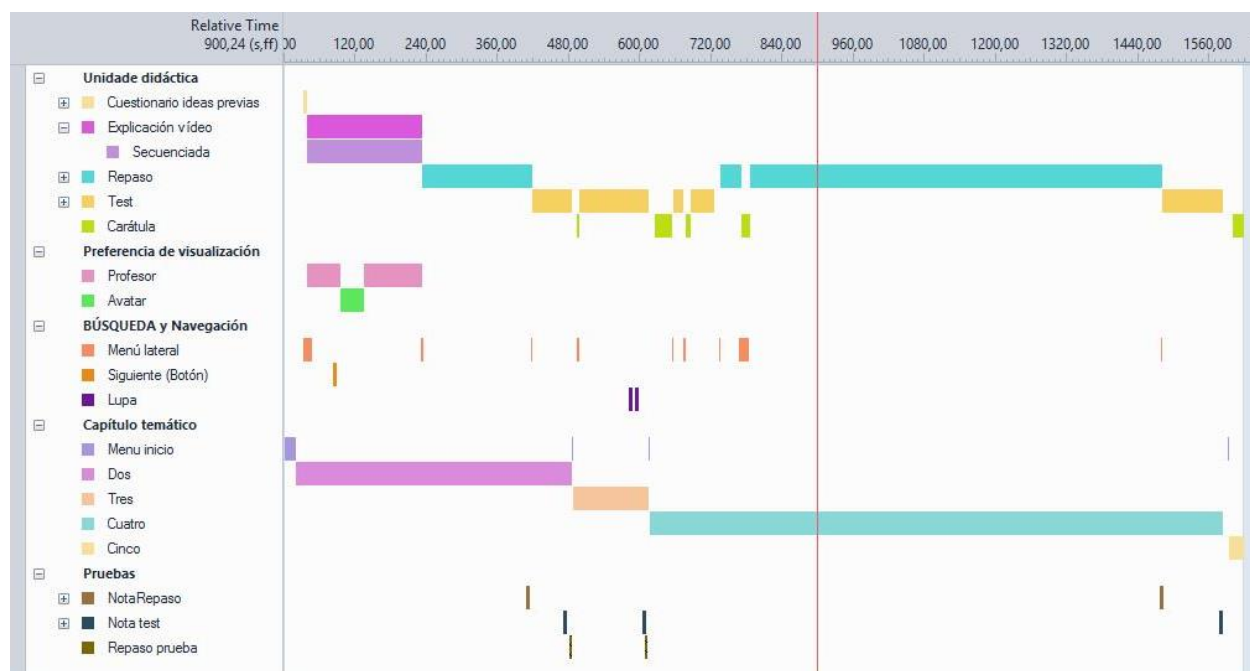 Relative Time
900,24 (s,ff) 00 120,00 240,00 360,00 480,00 600,00 720,00 840,00 960,00 1080,00 1200,00 1320,00 1440,00 1560,00
Unidade didáctica
Cuestionario ideas previas
Explicación vídeo
Secuenciada
Repaso
Test
Carátula
Preferencia de visualización
Profesor
Avatar
BÚSQUEDA y Navegación
Menú lateral
Siguiente (Botón)
Lupa
Capítulo temático
Menu inicio
Dos
Tres
Cuatro
Cinco
Pruebas
NotaRepaso
Nota test
Repaso prueba